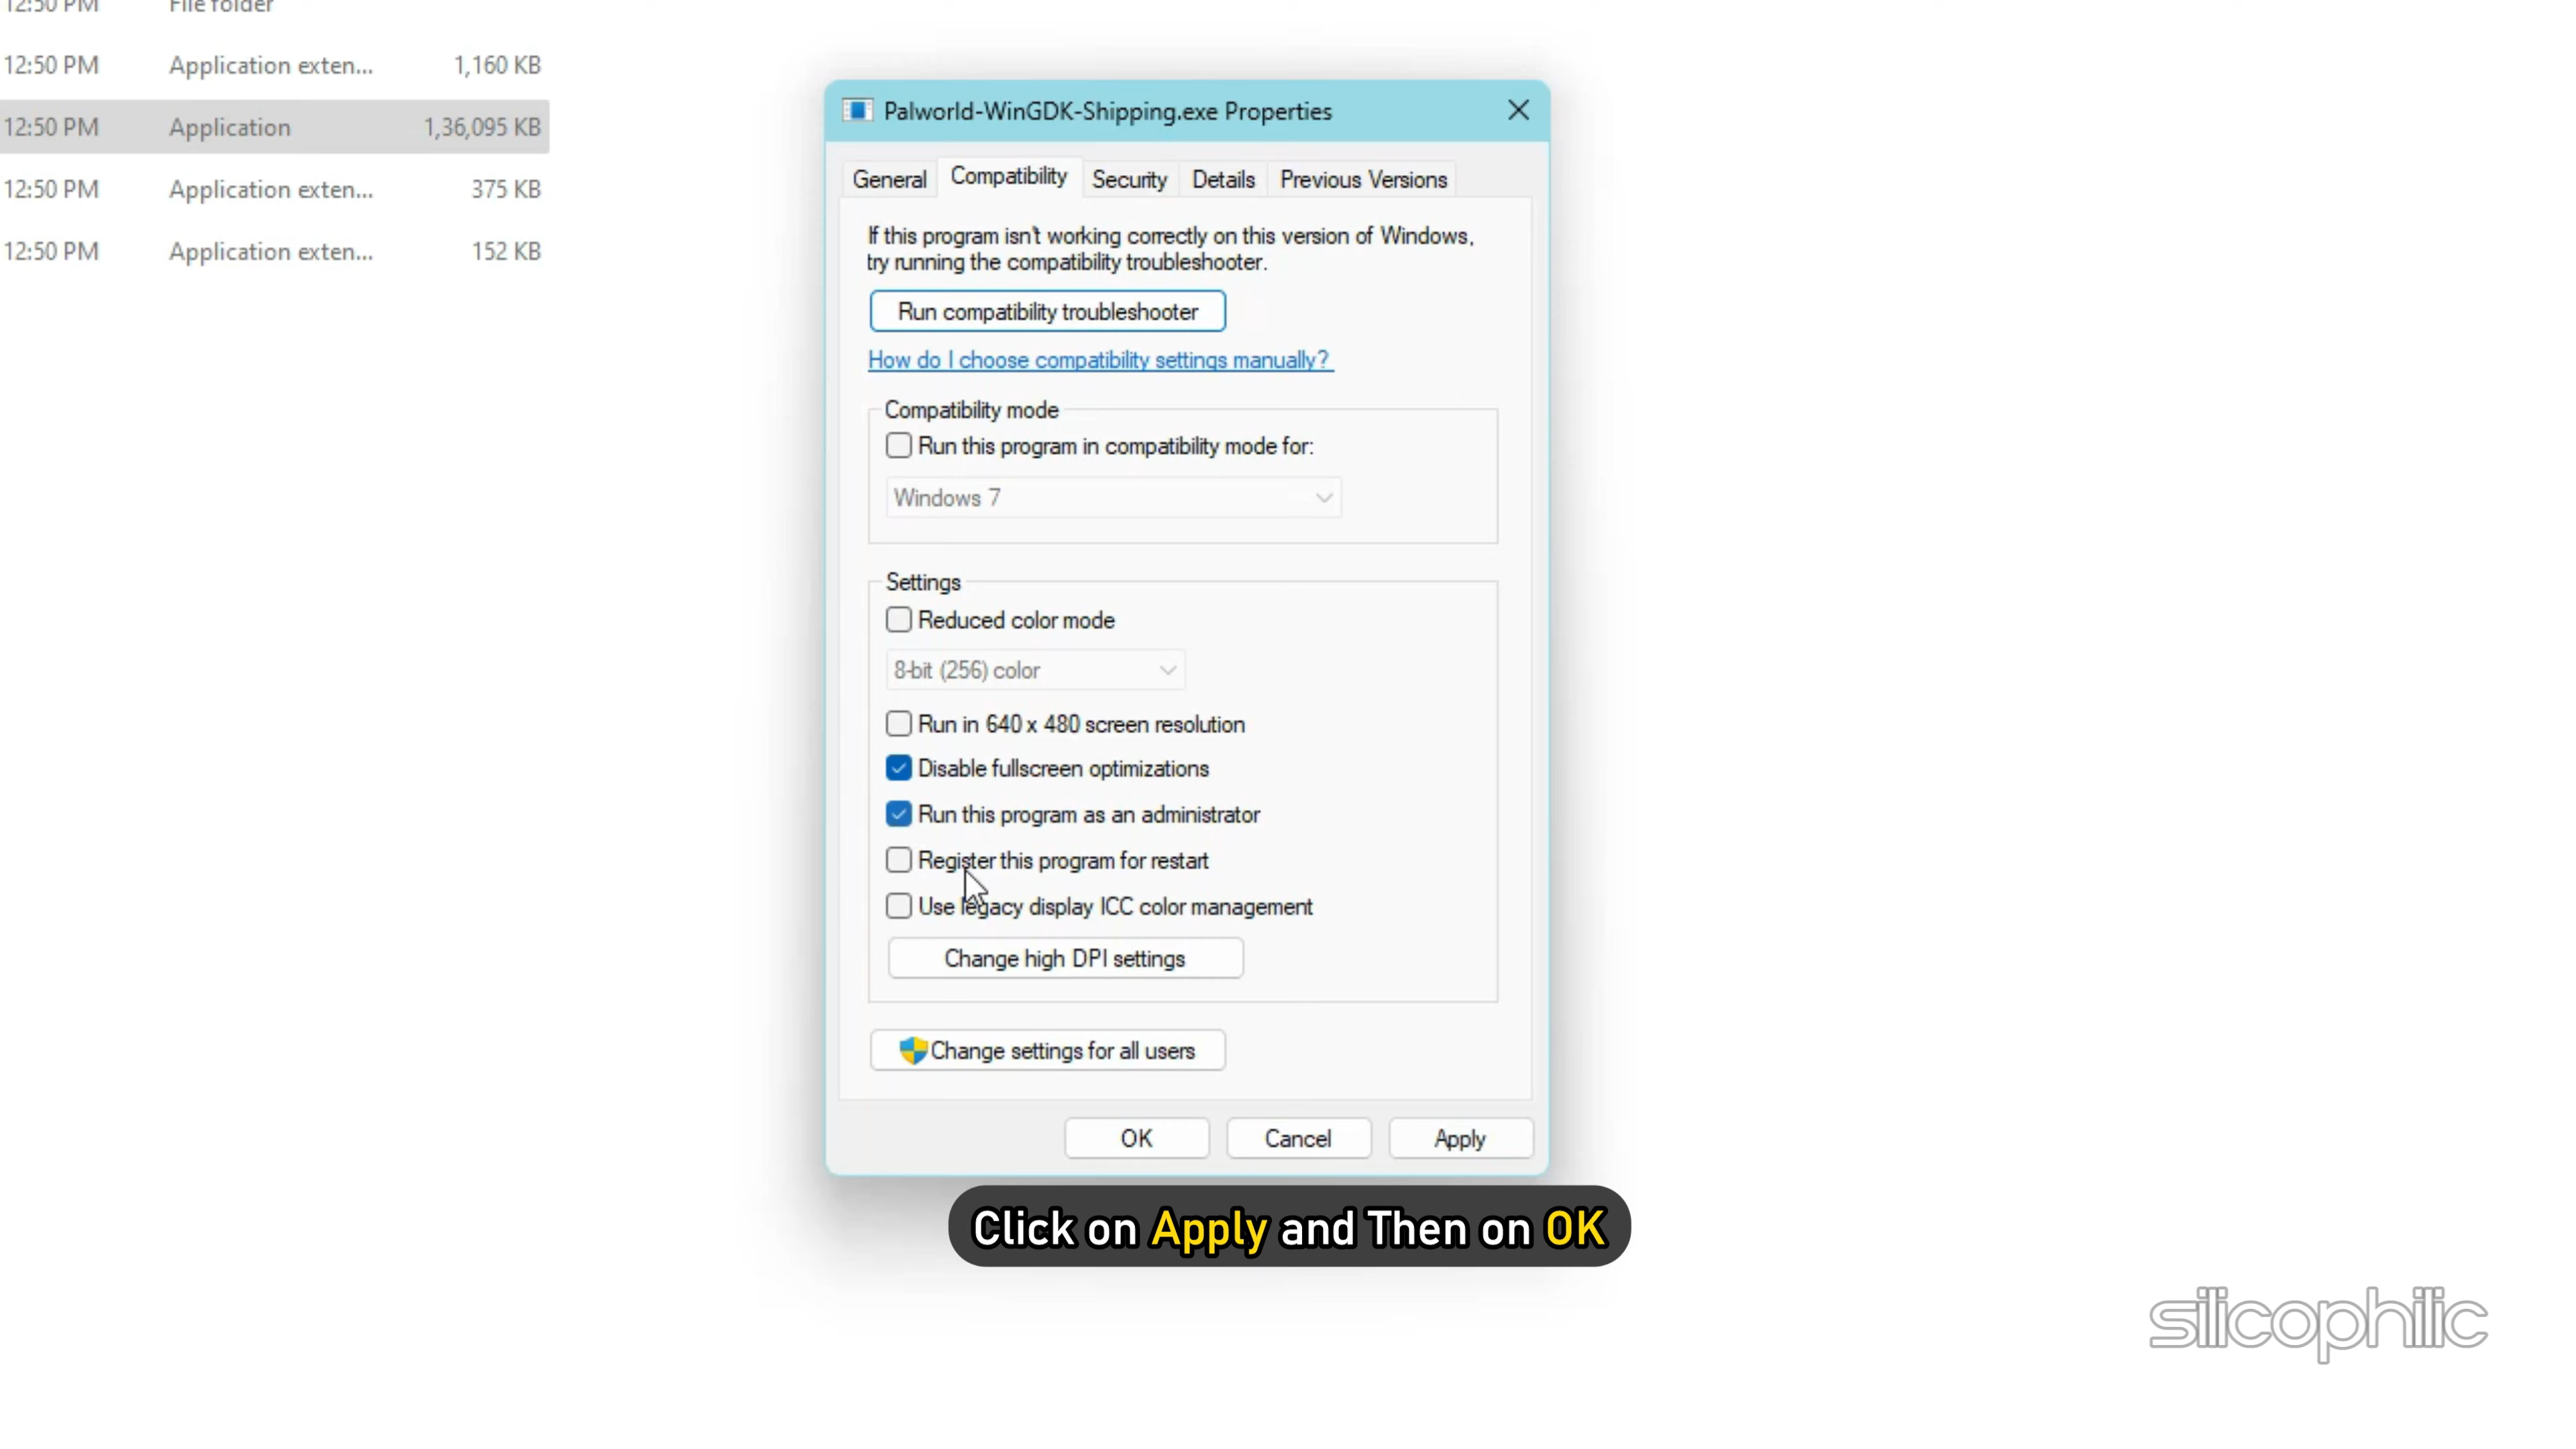 12:50 PM File folder
12:50 PM Application exten... 1,160 KB
12:50 PM Application 1,36,095 KB
12:50 PM Application exten... 375 KB
12:50 PM Application exten... 152 KB
Palworld-WinGDK-Shipping.exe Properties
General Compatibility Security Details Previous Versions
If this program isn't working correctly on this version of Windows,
try running the compatibility troubleshooter.
Run compatibility troubleshooter
How do I choose compatibility settings manually?
Compatibility mode
Run this program in compatibility mode for:
Windows 7
Settings
Reduced color mode
8-bit (256) color
Run in 640 x 480 screen resolution
Disable fullscreen optimizations
Run this program as an administrator
Register this program for restart
Use legacy display ICC color management
Change high DPI settings
Change settings for all users
OK Cancel Apply
Click on Apply and Then on OK
silicophilic